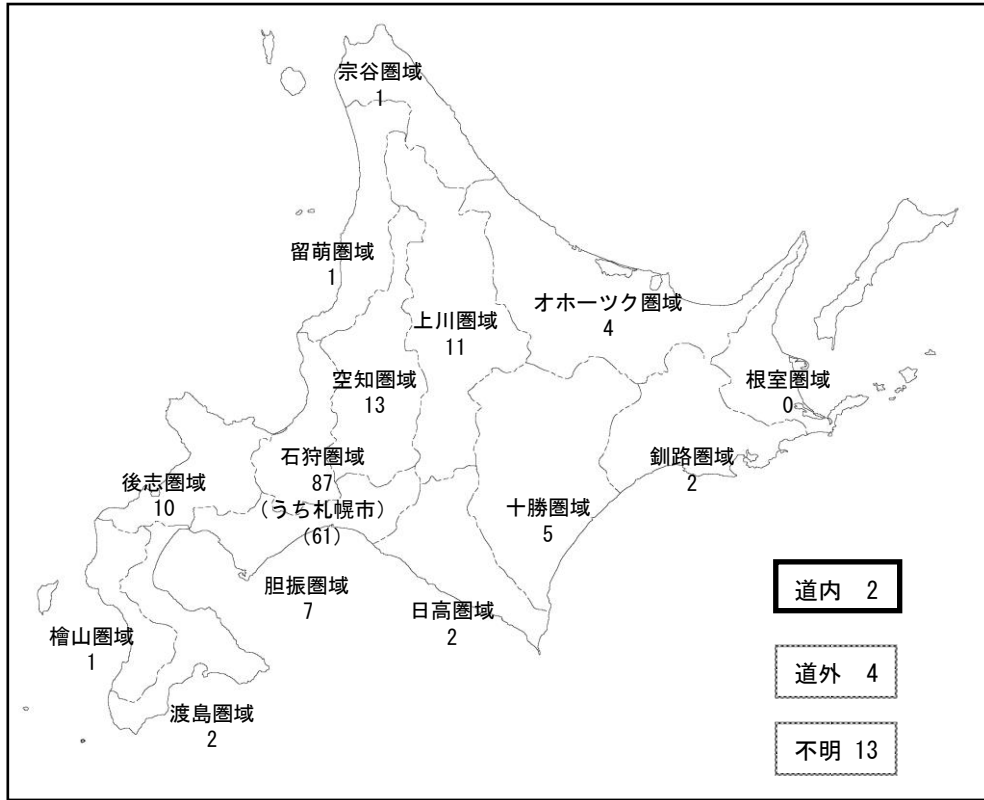 宗谷圏域
1
留萌圏域
1
オホーツク圏域
4
上川圏域
11
空知圏域
13
根室圏域
0
石狩圏域
87
(うち札幌市)
(61)
釧路圏域
2
後志圏域
10
十勝圏域
5
胆振圏域
7
日高圏域
2
檜山圏域
1
渡島圏域
2
道内 2
道外 4
不明 13